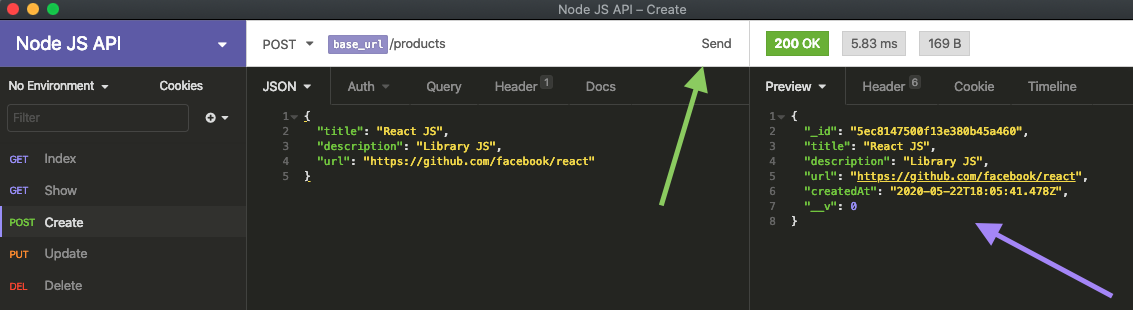 Node JS API – Create
Node JS API
POST base_url/products Send
200 OK 5.83 ms 169 B
No Environment Cookies
Filter
GET Index
GET Show
POST Create
PUT Update
DEL Delete
JSON Auth Query Header 1 Docs
1 {
2 "title": "React JS",
3 "description": "Library JS",
4 "url": "https://github.com/facebook/react"
5 }
Preview Header 6 Cookie Timeline
1 {
2 "_id": "5ec8147500f13e380b45a460",
3 "title": "React JS",
4 "description": "Library JS",
5 "url": "https://github.com/facebook/react",
6 "createdAt": "2020-05-22T18:05:41.478Z",
7 "__v": 0
8 }